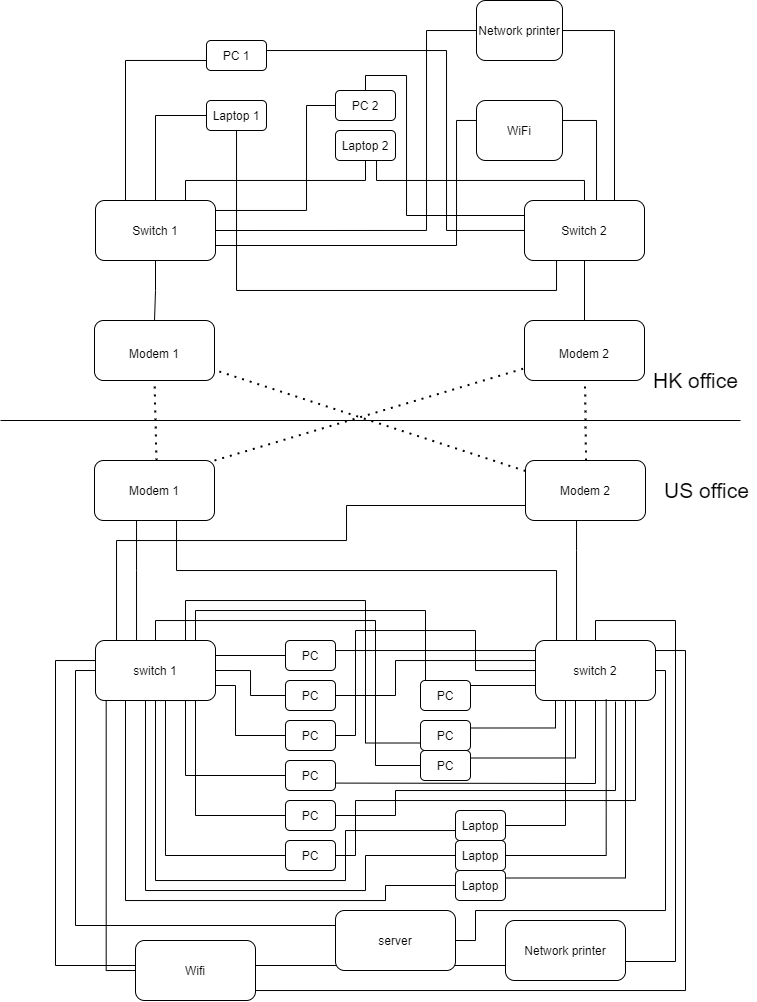 Network printer
PC 1
PC 2
Laptop 1
WiFi
Laptop 2
Switch 1
Switch 2
Modem 1
Modem 2
HK office
Modem 1
Modem 2
US office
switch 1
PC
switch 2
PC
PC
PC
PC
PC
PC
PC
Laptop
PC
Laptop
PC
Laptop
server
Network printer
Wifi